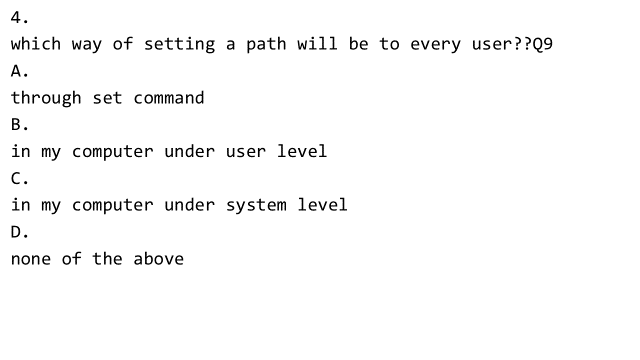 4.
which way of setting a path will be to every user??Q9
A.
through set command
B.
in my computer under user level
C.
in my computer under system level
D.
none of the above